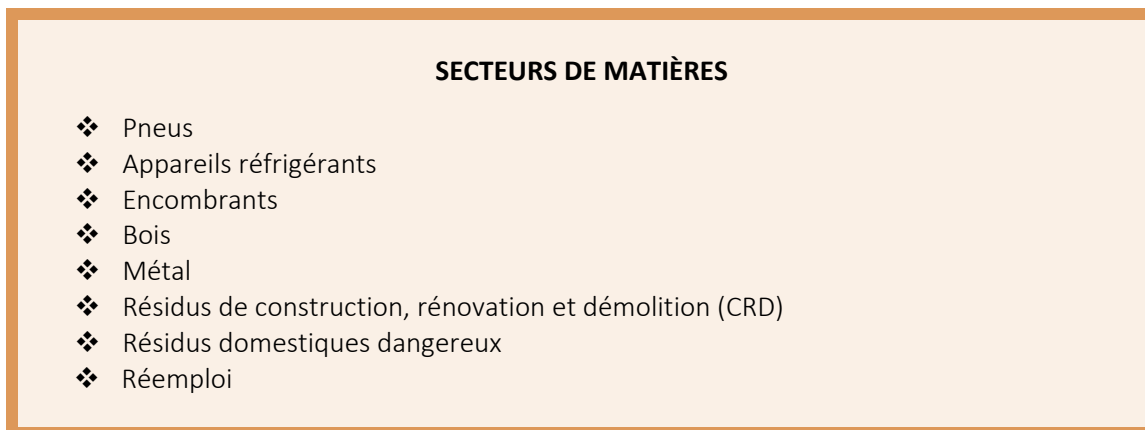 SECTEURS DE MATIÈRES
❖ Pneus
❖ Appareils réfrigérants
❖ Encombrants
❖ Bois
❖ Métal
❖ Résidus de construction, rénovation et démolition (CRD)
❖ Résidus domestiques dangereux
❖ Réemploi